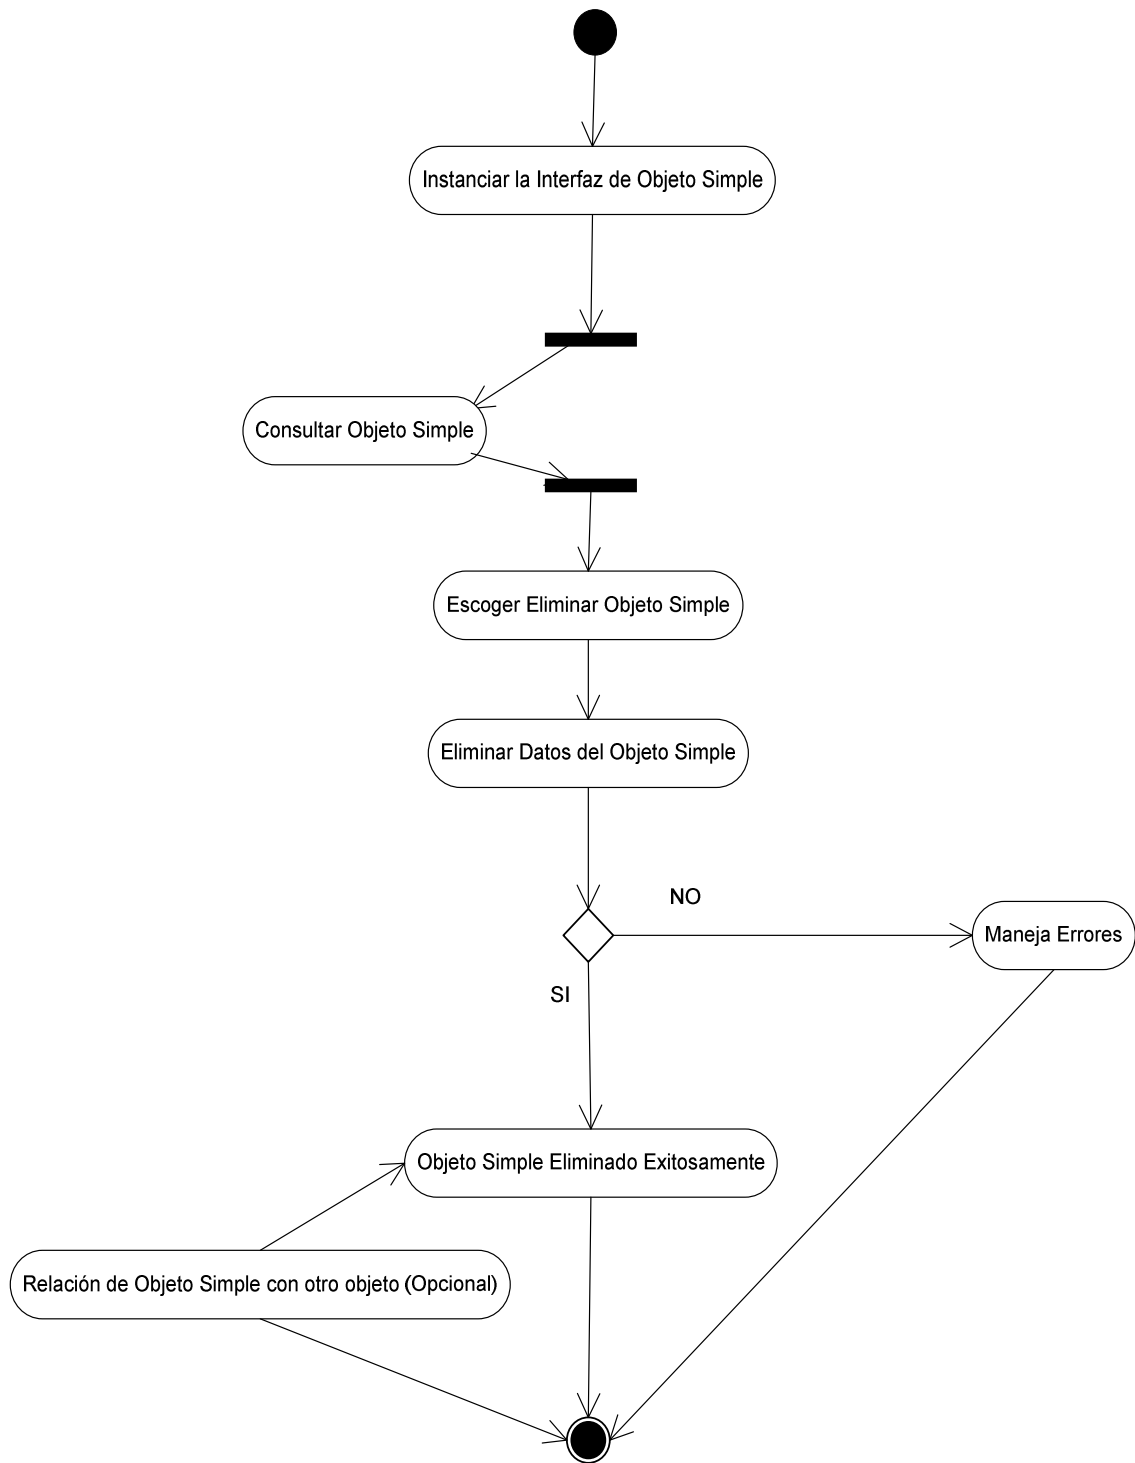 Instanciar la Interfaz de Objeto Simple
Consultar Objeto Simple
Escoger Eliminar Objeto Simple
Eliminar Datos del Objeto Simple
NO
Maneja Errores
SI
Objeto Simple Eliminado Exitosamente
Relación de Objeto Simple con otro objeto (Opcional)